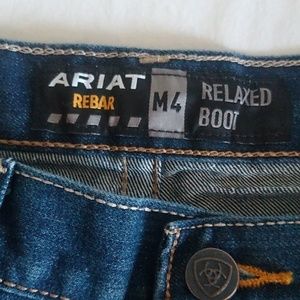 ARIAT
REBAR
M4
RELAXED
BOOT